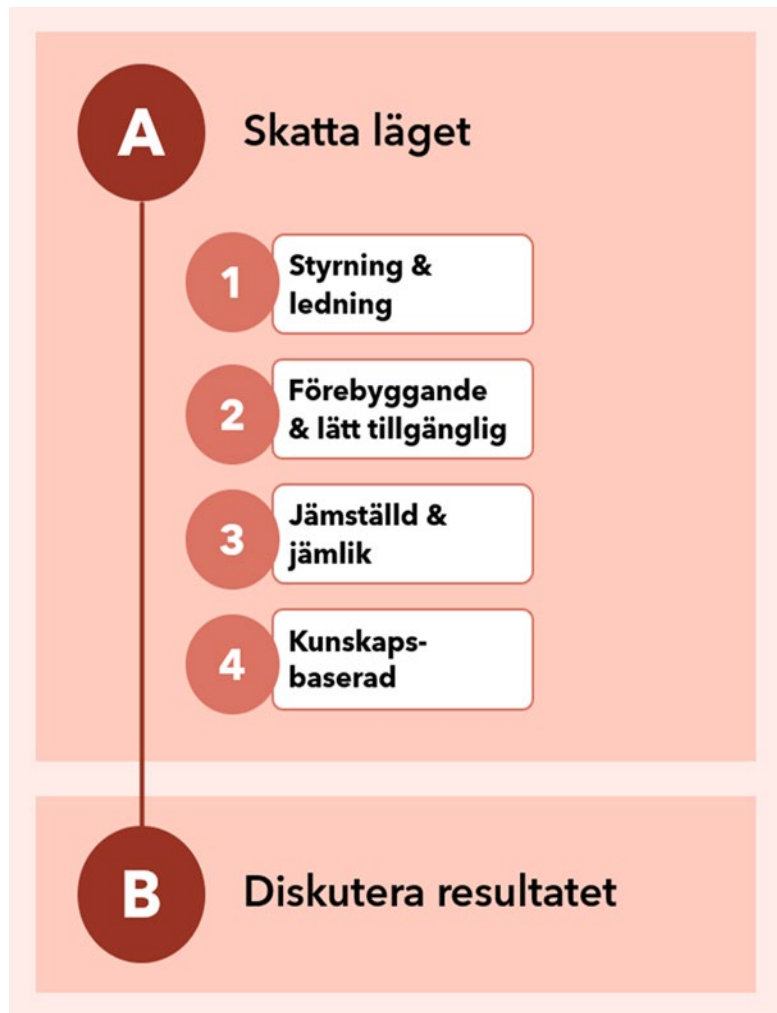 A
Skatta läget
1
Styrning &
ledning
2
Förebyggande
& lätt tillgänglig
3
Jämställd &
jämlik
4
Kunskaps-
baserad
B
Diskutera resultatet